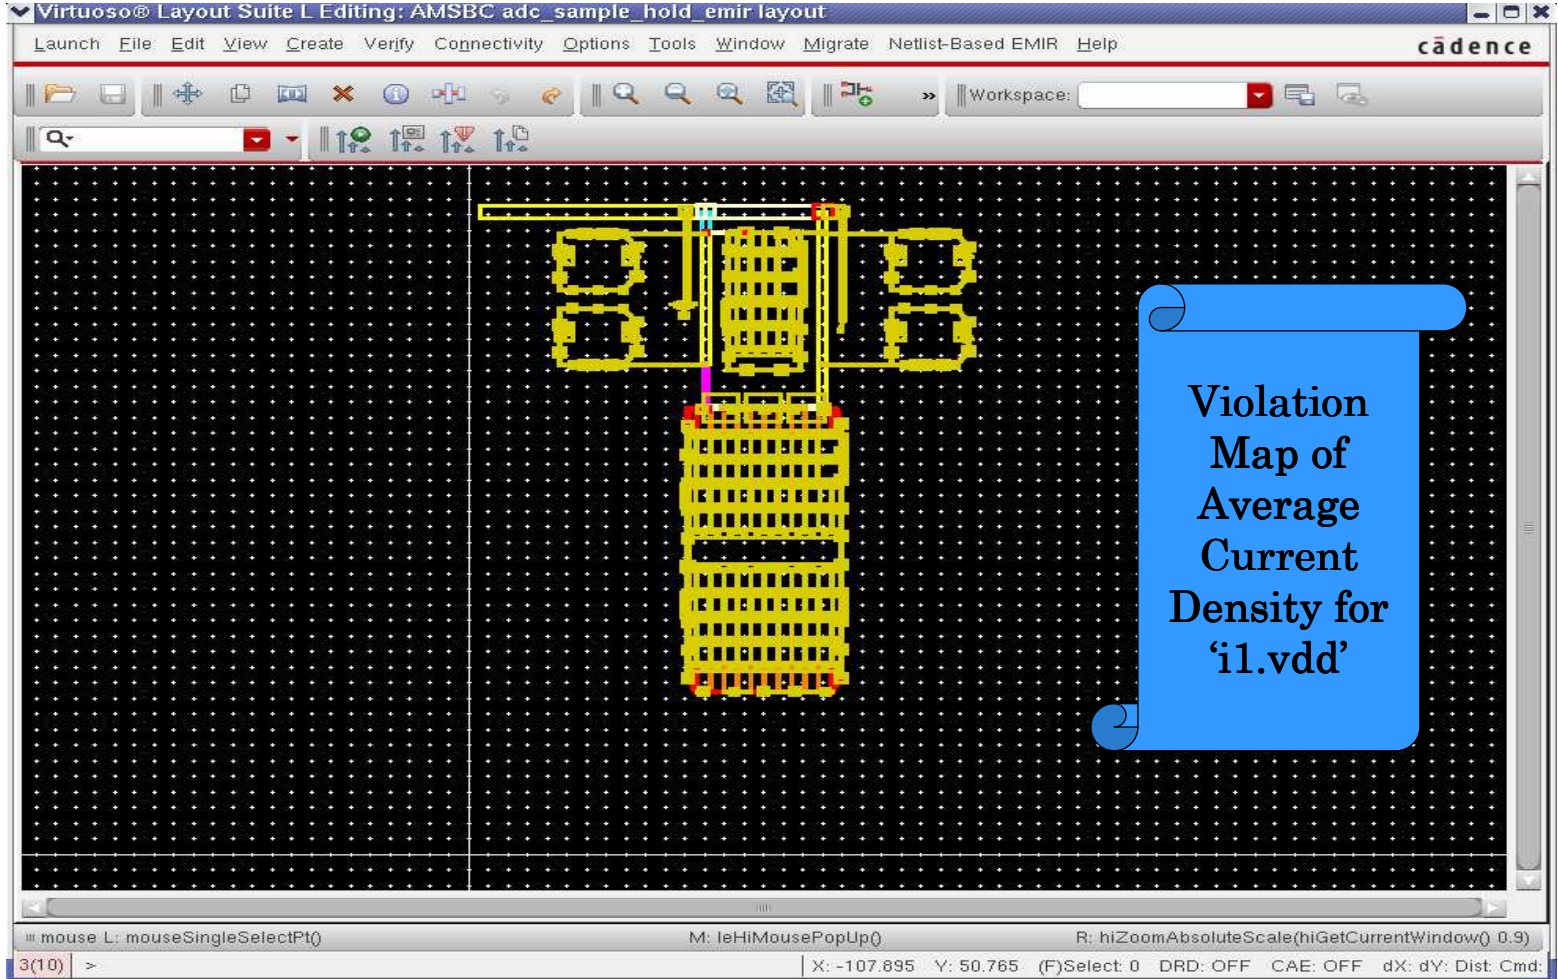 Virtuoso® Layout Suite L Editing: AMSBC adc_sample_hold_emir layout
Launch File Edit View Create Verify Connectivity Options Tools Window Migrate Netlist-Based EMIR Help cādence
» Workspace:
Violation
Map of
Average
Current
Density for
‘i1.vdd’
mouse L: mouseSingleSelectPt() M: leHiMousePopUp() R: hiZoomAbsoluteScale(hiGetCurrentWindow() 0.9)
3(10) > X: -107.895 Y: 50.765 (F)Select: 0 DRD: OFF CAE: OFF dX: dY: Dist: Cmd: